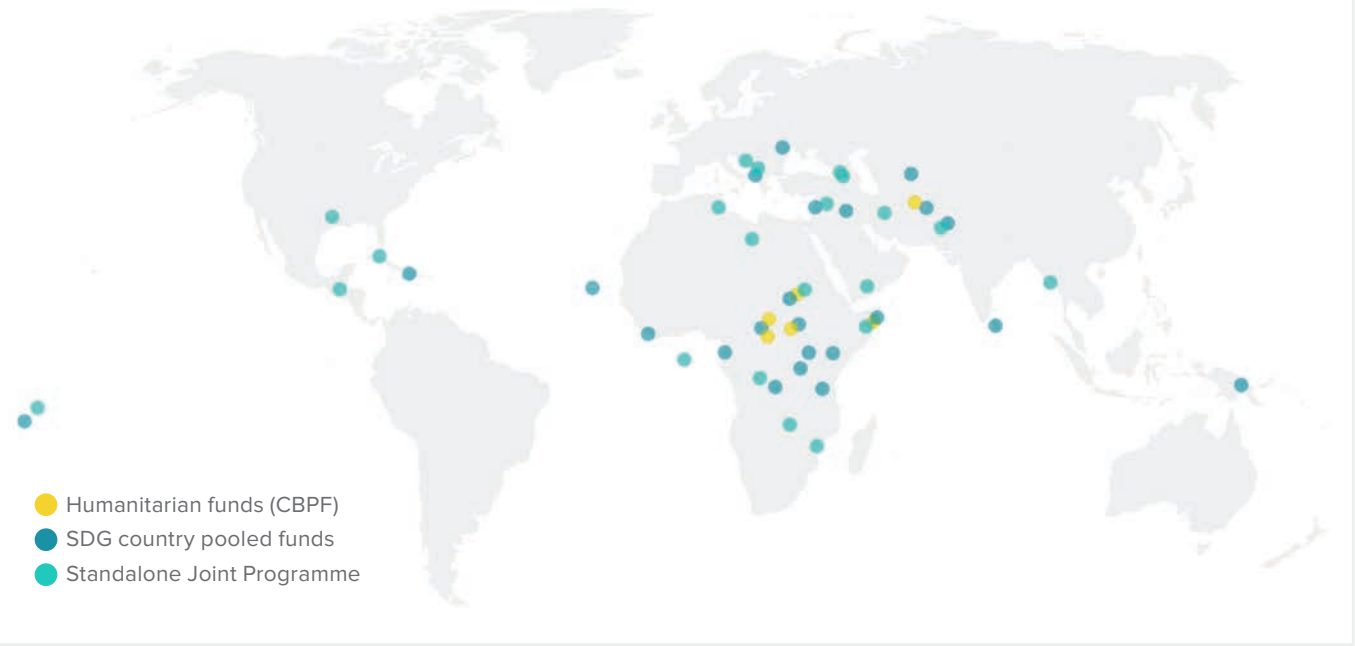 Humanitarian funds (CBPF)
SDG country pooled funds
Standalone Joint Programme